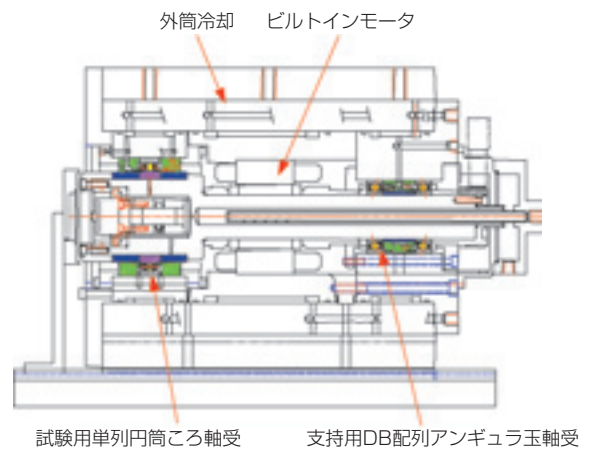 外筒冷却
ビルトインモータ
試験用単列円筒ころ軸受
支持用DB配列アンギュラ玉軸受